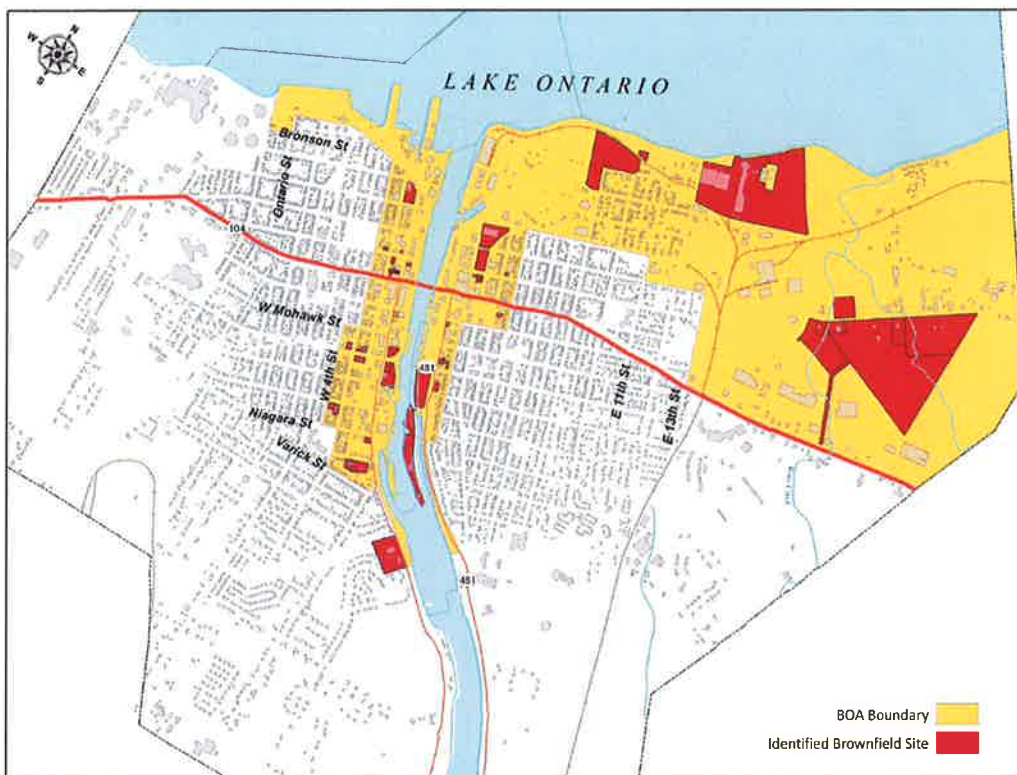 N
W
E
S
LAKE ONTARIO
Bronson St
Ontario St
104
W Mohawk St
W 4th St
481
Niagara St
Varick St
E 11th St
E 13th St
481
BOA Boundary
Identified Brownfield Site